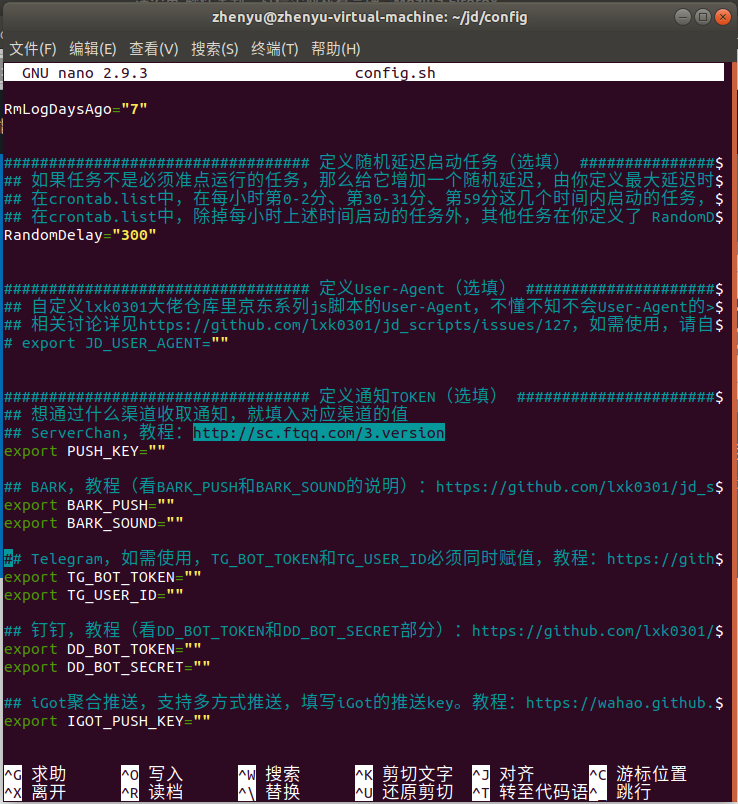 zhenyu@zhenyu-virtual-machine: ~/jd/config
文件(F) 编辑(E) 查看(V) 搜索(S) 终端(T) 帮助(H)
GNU nano 2.9.3 config.sh
RmLogDaysAgo="7"
################################## 定义随机延迟启动任务（选填） ###############$
## 如果任务不是必须准点运行的任务，那么给它增加一个随机延迟，由你定义最大延迟时$
## 在crontab.list中，在每小时第0-2分、第30-31分、第59分这几个时间内启动的任务，$
## 在crontab.list中，除掉每小时上述时间启动的任务外，其他任务在你定义了 RandomD$
RandomDelay="300"
################################## 定义User-Agent（选填） #####################$
## 自定义lxk0301大佬仓库里京东系列js脚本的User-Agent，不懂不知不会User-Agent的>$
## 相关讨论详见https://github.com/lxk0301/jd_scripts/issues/127，如需使用，请自$
# export JD_USER_AGENT=""
################################## 定义通知TOKEN（选填） ######################$
## 想通过什么渠道收取通知，就填入对应渠道的值
## ServerChan，教程：http://sc.ftqq.com/3.version
export PUSH_KEY=""
## BARK，教程（看BARK_PUSH和BARK_SOUND的说明）：https://github.com/lxk0301/jd_s$
export BARK_PUSH=""
export BARK_SOUND=""
## Telegram，如需使用，TG_BOT_TOKEN和TG_USER_ID必须同时赋值，教程：https://gith$
export TG_BOT_TOKEN=""
export TG_USER_ID=""
## 钉钉，教程（看DD_BOT_TOKEN和DD_BOT_SECRET部分）：https://github.com/lxk0301/$
export DD_BOT_TOKEN=""
export DD_BOT_SECRET=""
## iGot聚合推送，支持多方式推送，填写iGot的推送key。教程：https://wahao.github.$
export IGOT_PUSH_KEY=""
^G 求助 ^O 写入 ^W 搜索 ^K 剪切文字 ^J 对齐 ^C 游标位置
^X 离开 ^R 读档 ^\ 替换 ^U 还原剪切 ^T 转至代码语^_ 跳行